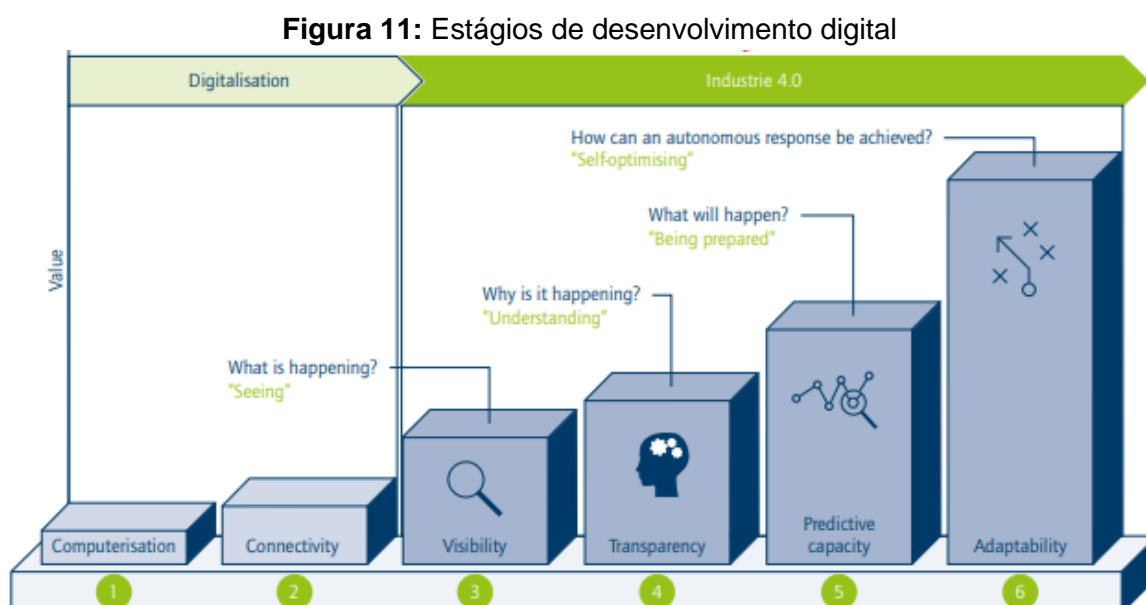 Figura 11: Estágios de desenvolvimento digital
Digitalisation
Industrie 4.0
How can an autonomous response be achieved?
"Self-optimising"
What will happen?
"Being prepared"
Why is it happening?
"Understanding"
What is happening?
"Seeing"
Value
Computerisation
Connectivity
Visibility
Transparency
Predictive
capacity
Adaptability
1
2
3
4
5
6